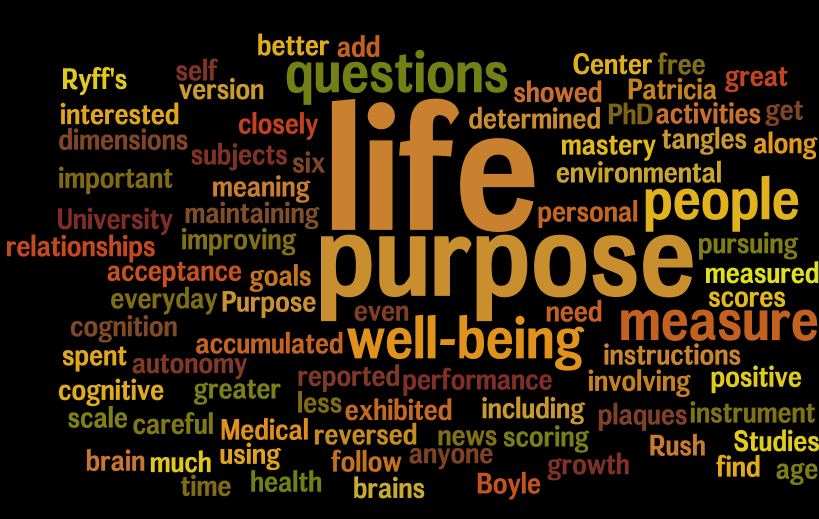 better add
Ryff's self version questions Center free
showed Patricia great
interested closely determined PhD activities get
dimensions subjects six life mastery tangles along
important meaning environmental
University maintaining personal people
relationships improving purpose pursuing
acceptance goals measured
everyday Purpose even need scores
cognition accumulated well-being measure
spent autonomy instructions
cognitive greater reported performance involving positive
scale careful less exhibited including plaques instrument
Medical reversed news scoring Rush Studies
brain much using follow anyone growth find age
time health brains Boyle